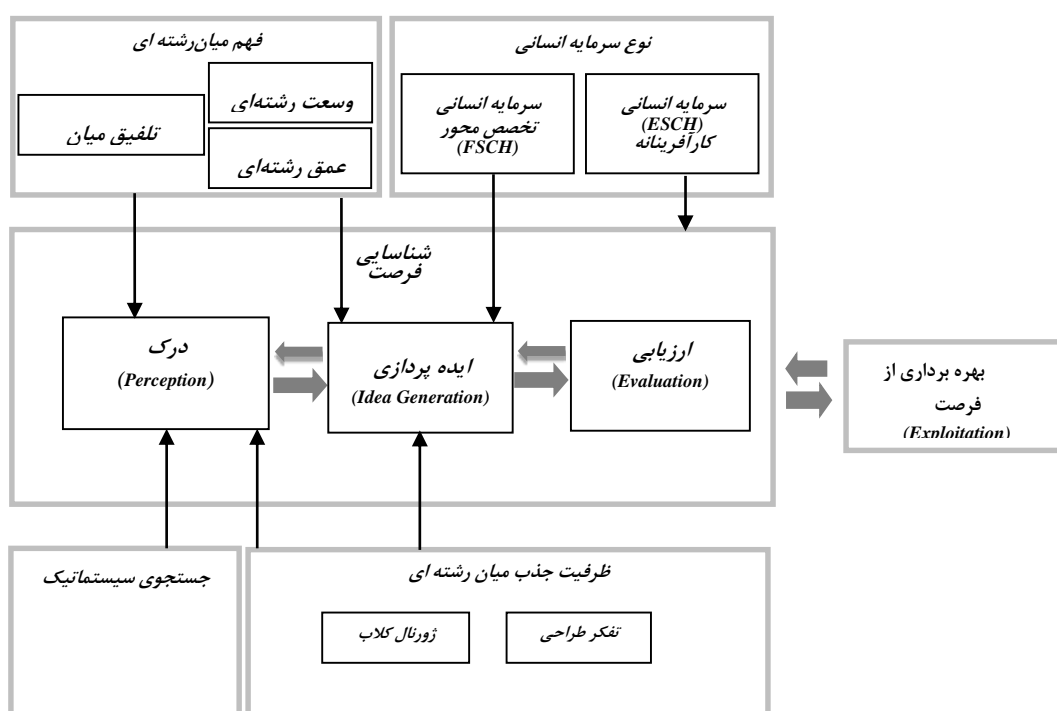 نوع سرمایه انسانی
سرمایه انسانی
(ESCH)
کارآفرینانه
سرمایه انسانی
تخصص محور
(FSCH)
فهم میان‌رشته ای
وسعت رشته‌ای
عمق رشته‌ای
تلفیق میان
شناسایی
فرصت
درک
(Perception)
ایده پردازی
(Idea Generation)
ارزیابی
(Evaluation)
بهره برداری از
فرصت
(Exploitation)
جستجوی سیستماتیک
ظرفیت جذب میان رشته ای
تفکر طراحی
ژورنال کلاب